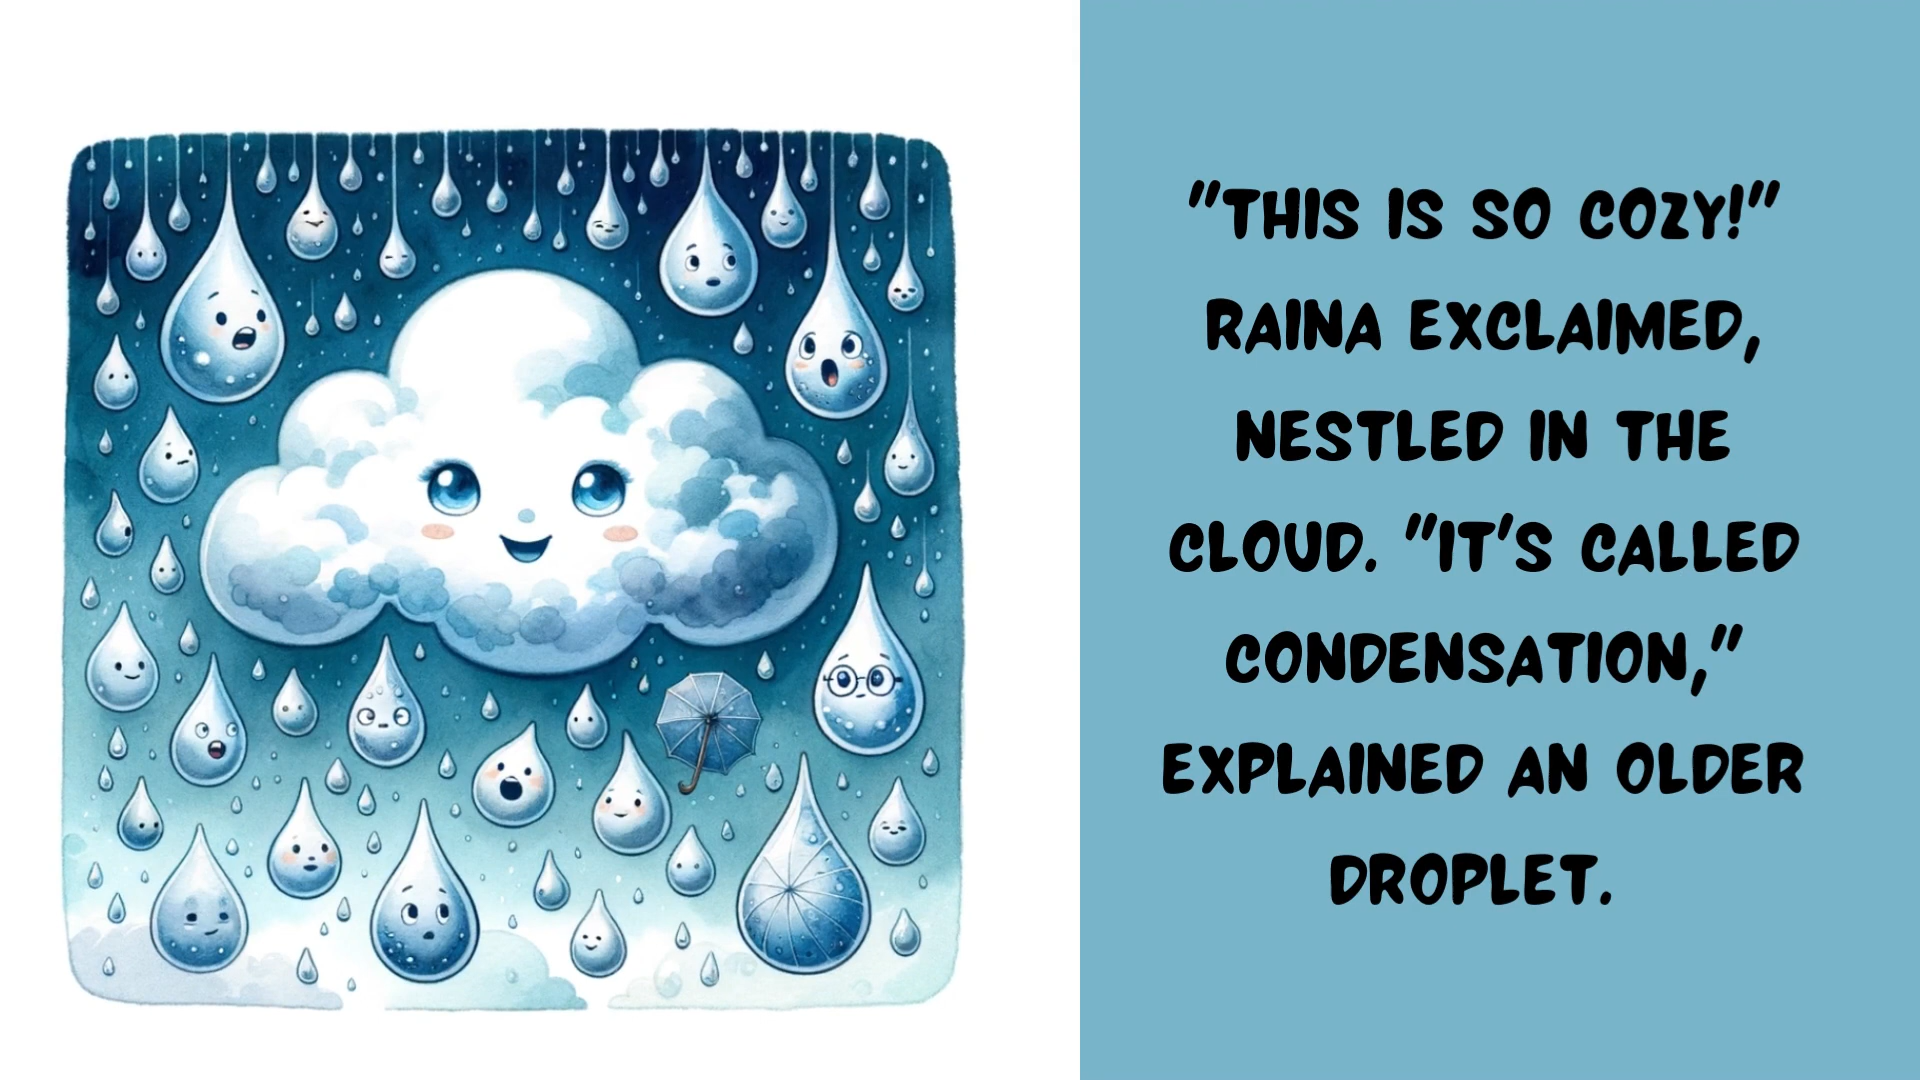 "THIS IS SO COZY!"
RAINA EXCLAIMED,
NESTLED IN THE
CLOUD. "IT'S CALLED
CONDENSATION,"
EXPLAINED AN OLDER
DROPLET.